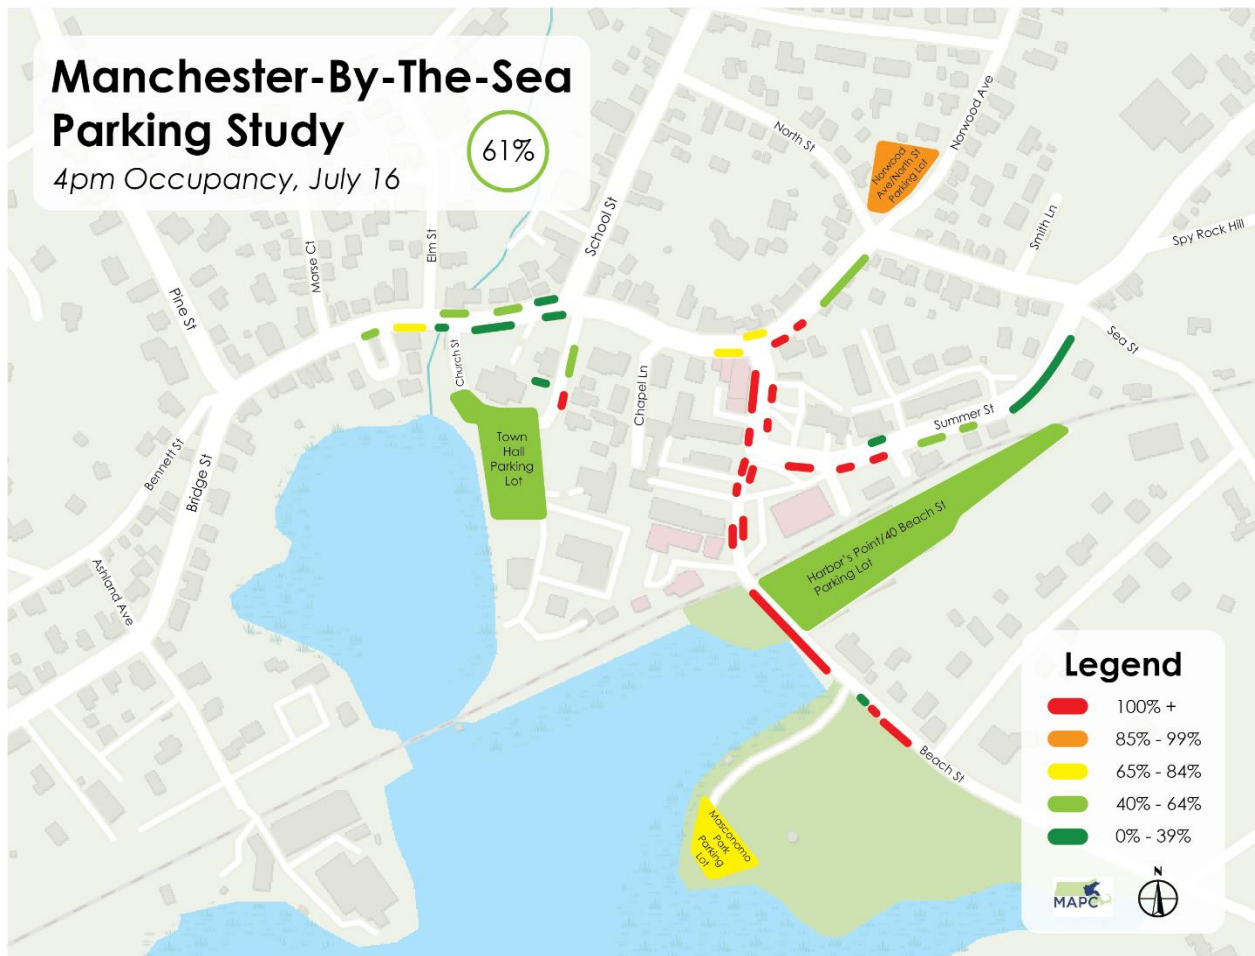 Manchester-By-The-Sea
Parking Study
4pm Occupancy, July 16
61%
North St
Norwood Ave
Norwood
Ave/North St
Parking Lot
School St
Smith Ln
Spy Rock Hill
Morse Ct
Elm St
Pine St
Sea St
Church St
Chapel Ln
Summer St
Bennett St
Bridge St
Town
Hall
Parking
Lot
Harbor's Point/40 Beach St
Parking Lot
Ashland Ave
Beach St
Masconomo
Park
Parking
Lot
Legend
100% +
85% - 99%
65% - 84%
40% - 64%
0% - 39%
MAPC
N